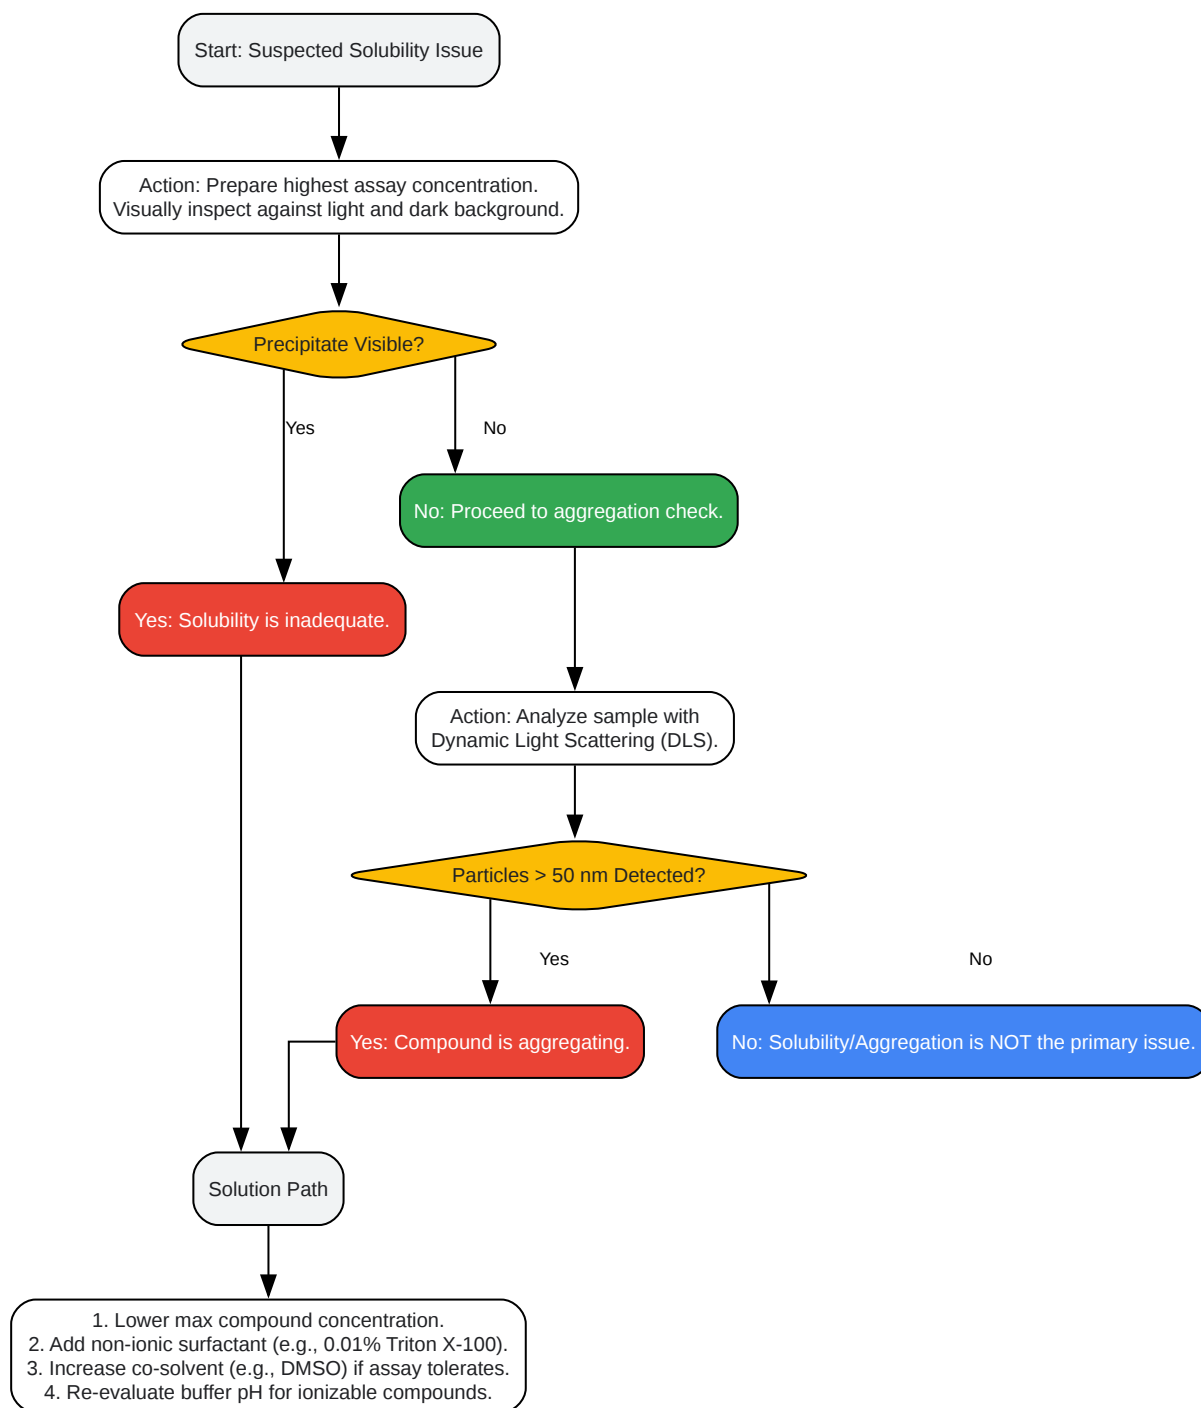 Start: Suspected Solubility Issue
Action: Prepare highest assay concentration.
Visually inspect against light and dark background.
Precipitate Visible?
Yes
No
No: Proceed to aggregation check.
Yes: Solubility is inadequate.
Action: Analyze sample with
Dynamic Light Scattering (DLS).
Particles > 50 nm Detected?
Yes
No
Yes: Compound is aggregating.
No: Solubility/Aggregation is NOT the primary issue.
Solution Path
1. Lower max compound concentration.
2. Add non-ionic surfactant (e.g., 0.01% Triton X-100).
3. Increase co-solvent (e.g., DMSO) if assay tolerates.
4. Re-evaluate buffer pH for ionizable compounds.